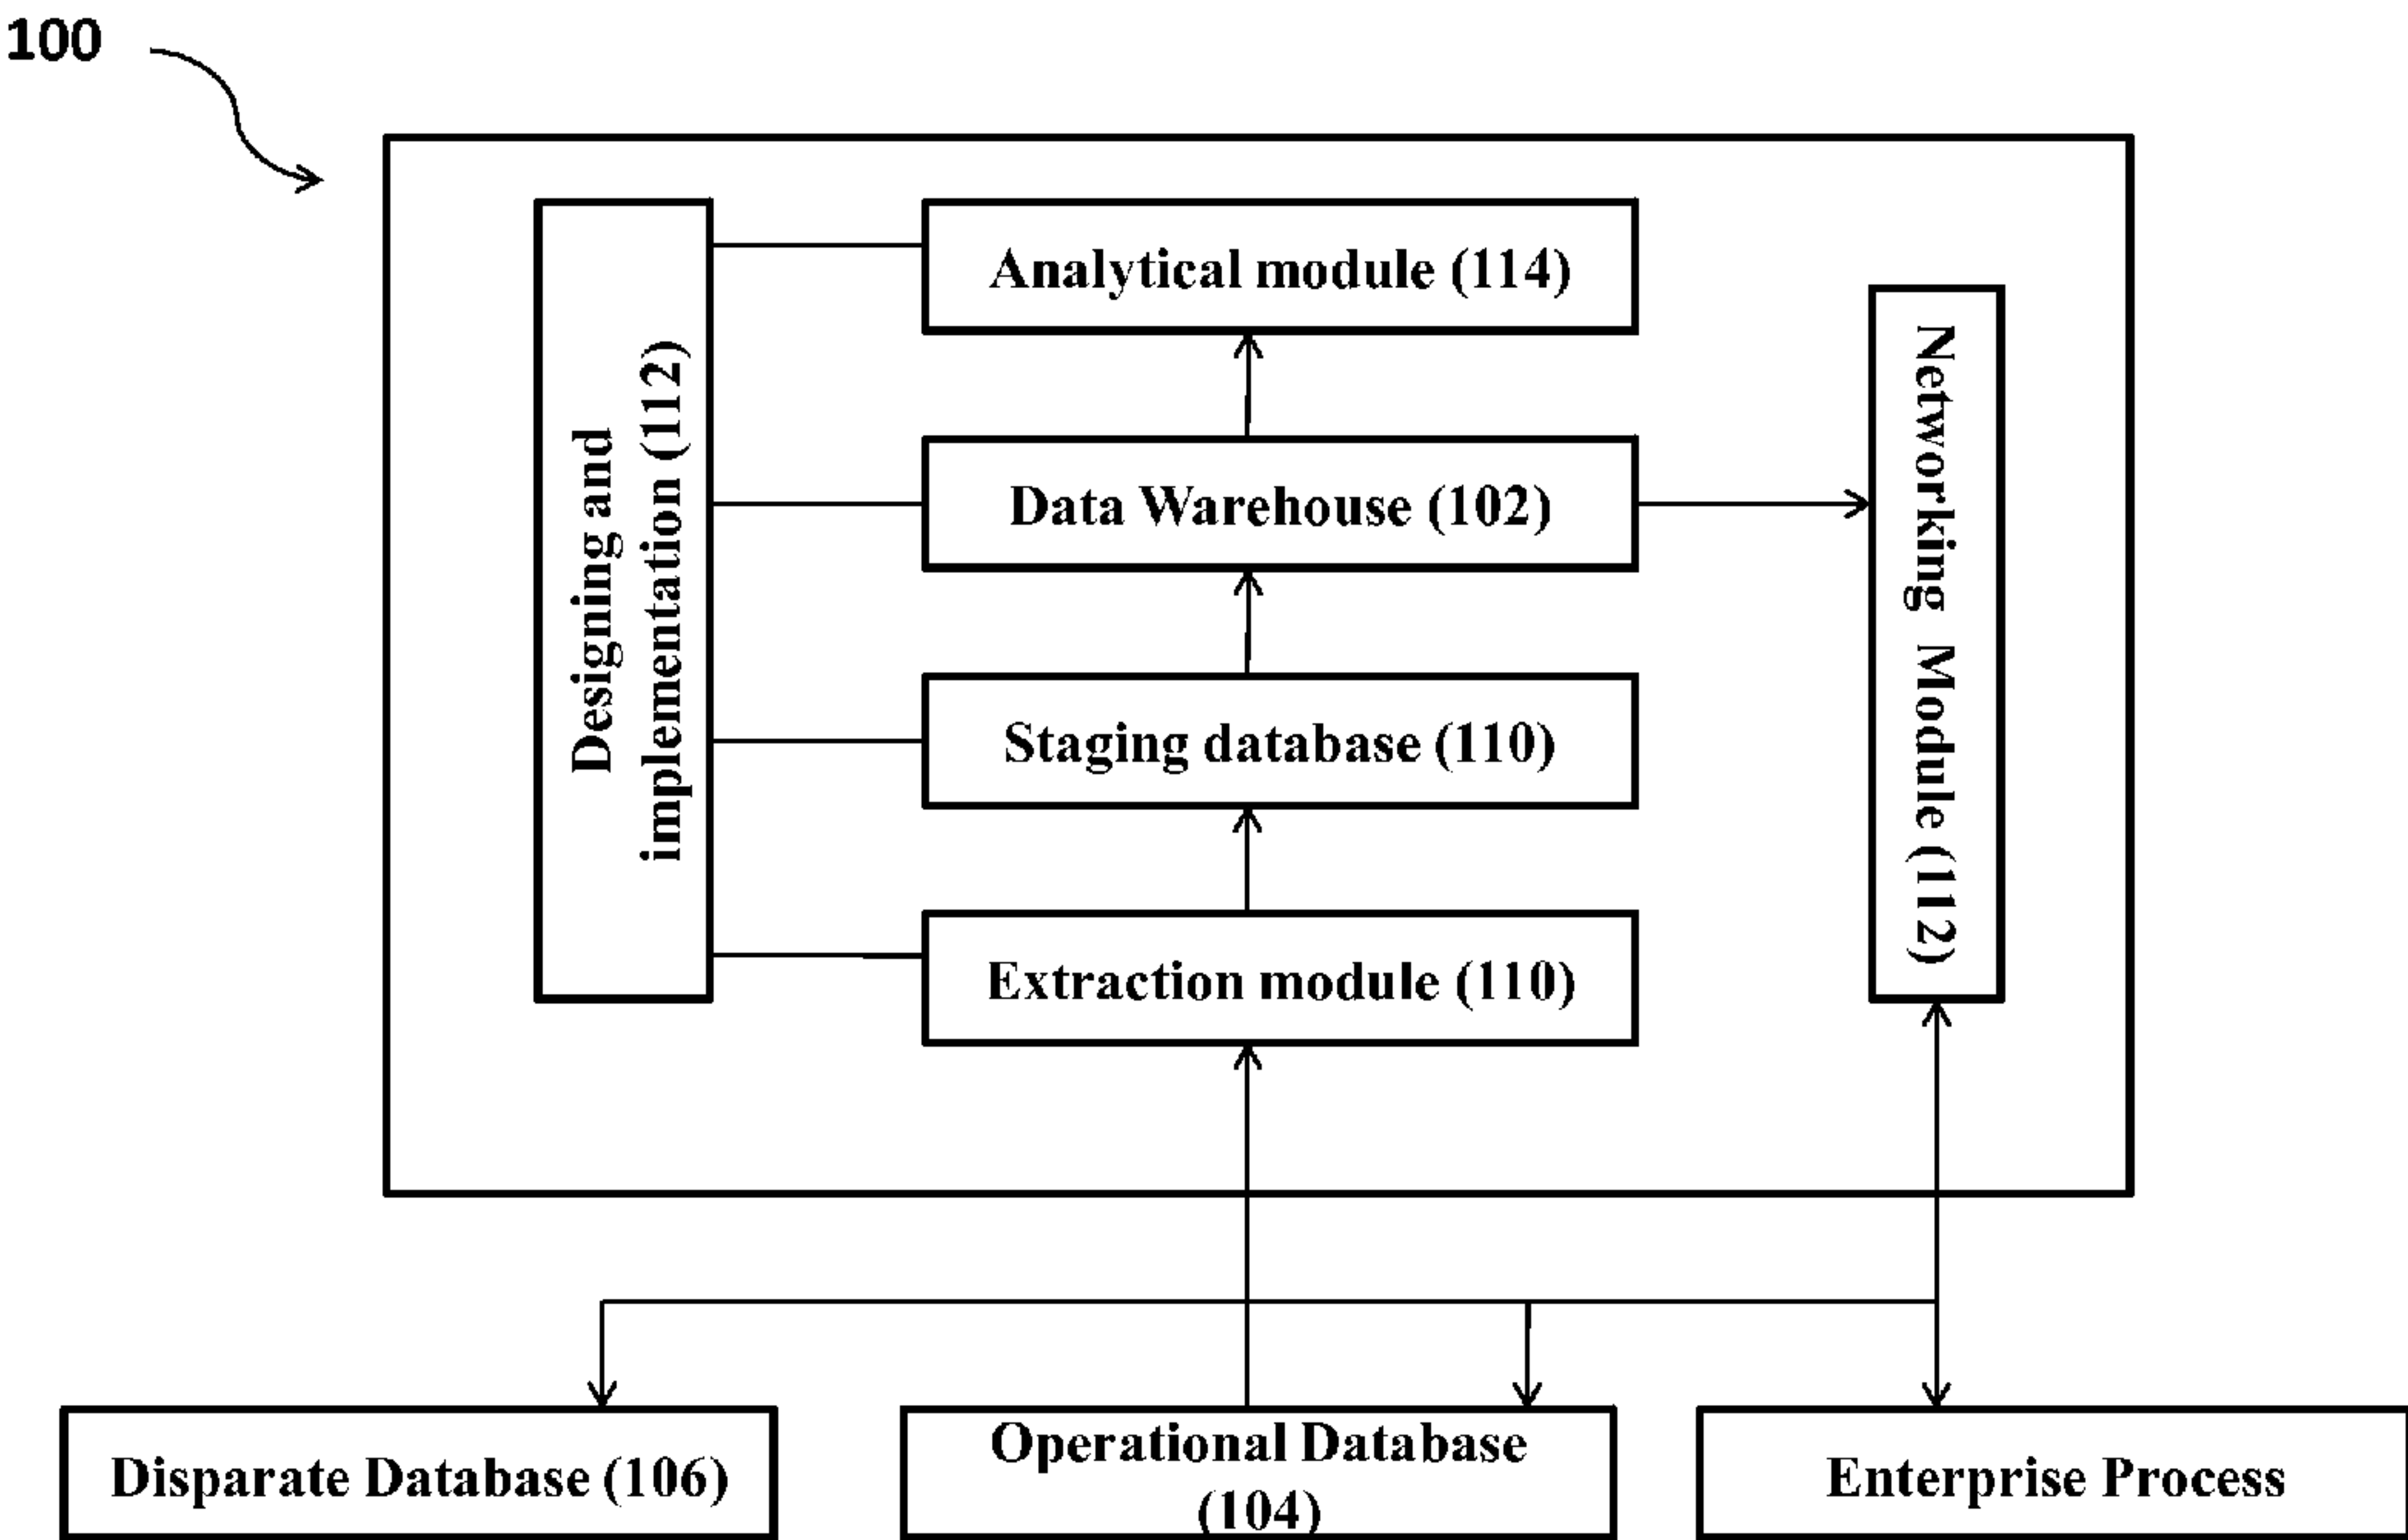 100
Designing and
implementation (112)
Analytical module (114)
Data Warehouse (102)
Staging database (110)
Extraction module (110)
Networking Module (112)
Disparate Database (106)
Operational Database
(104)
Enterprise Process